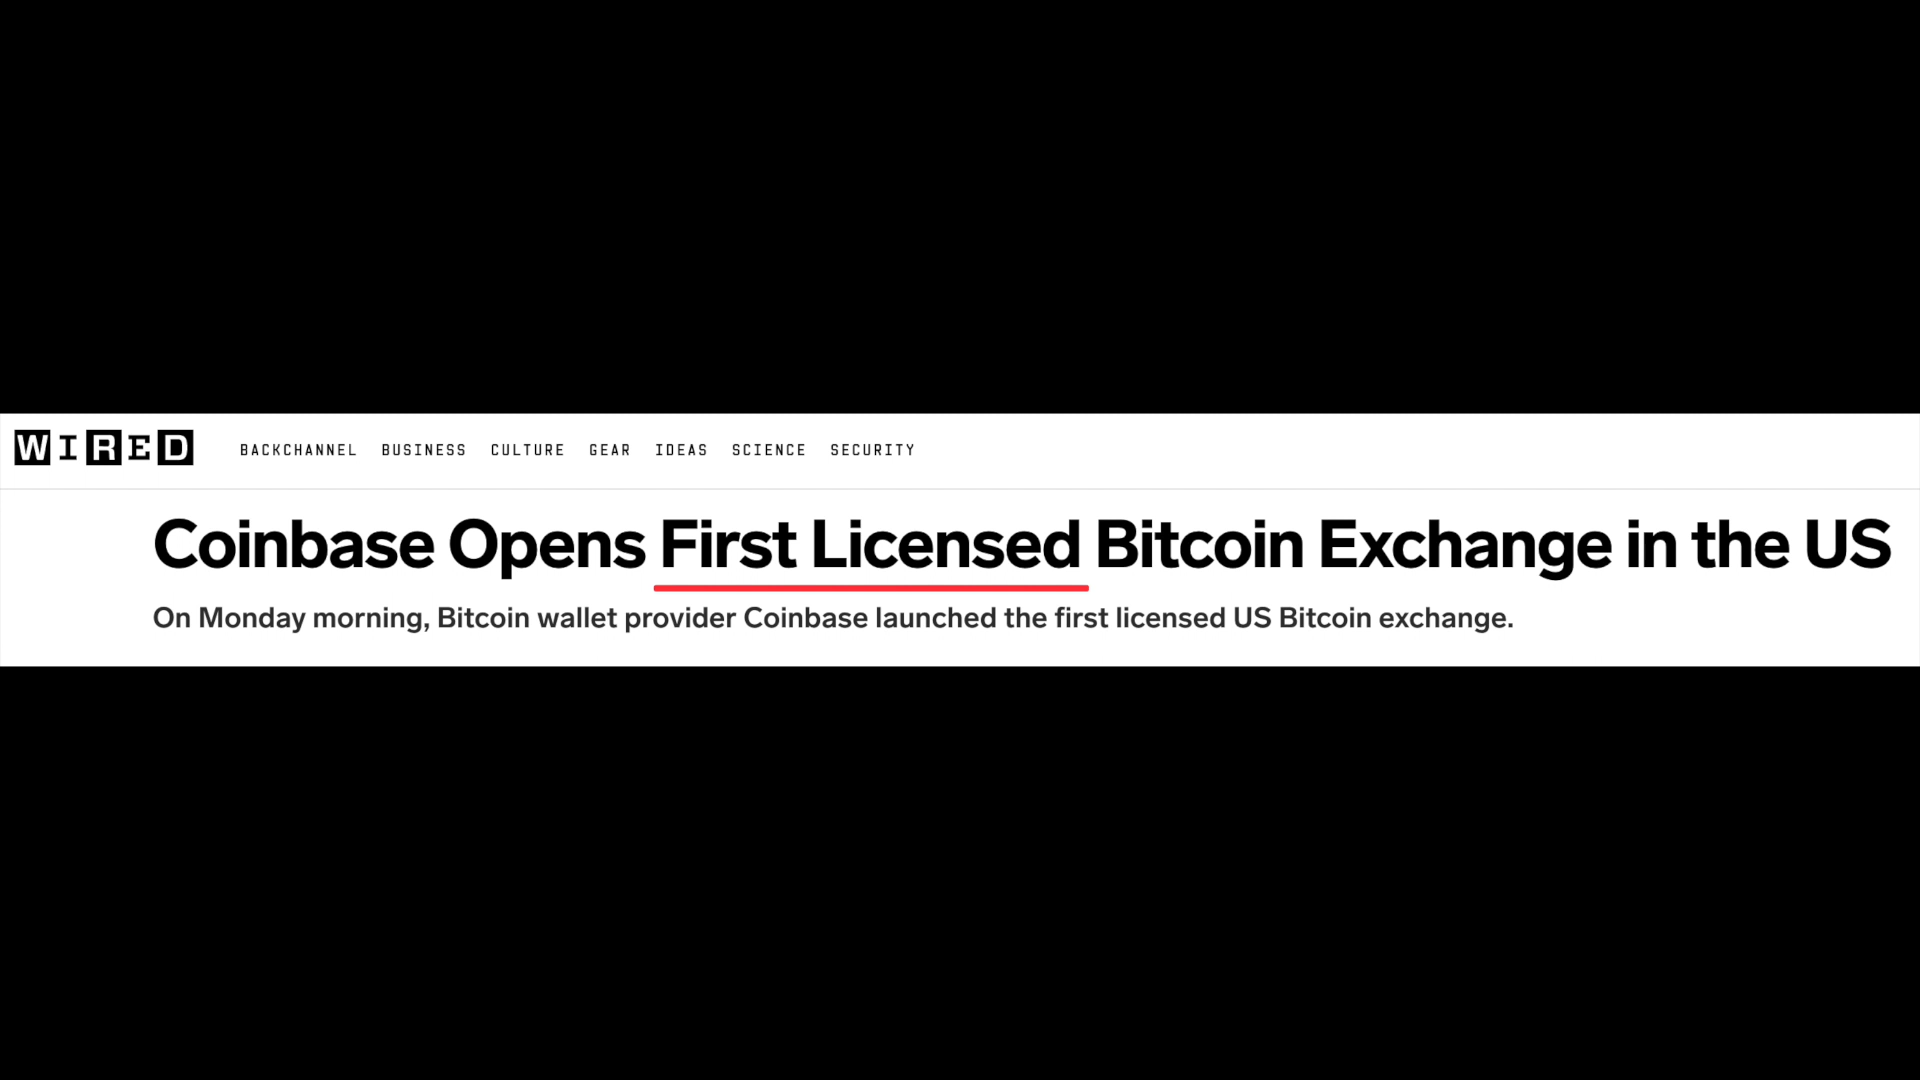 WIRED BACKCHANNEL BUSINESS CULTURE GEAR IDEAS SCIENCE SECURITY
Coinbase Opens First Licensed Bitcoin Exchange in the US
On Monday morning, Bitcoin wallet provider Coinbase launched the first licensed US Bitcoin exchange.